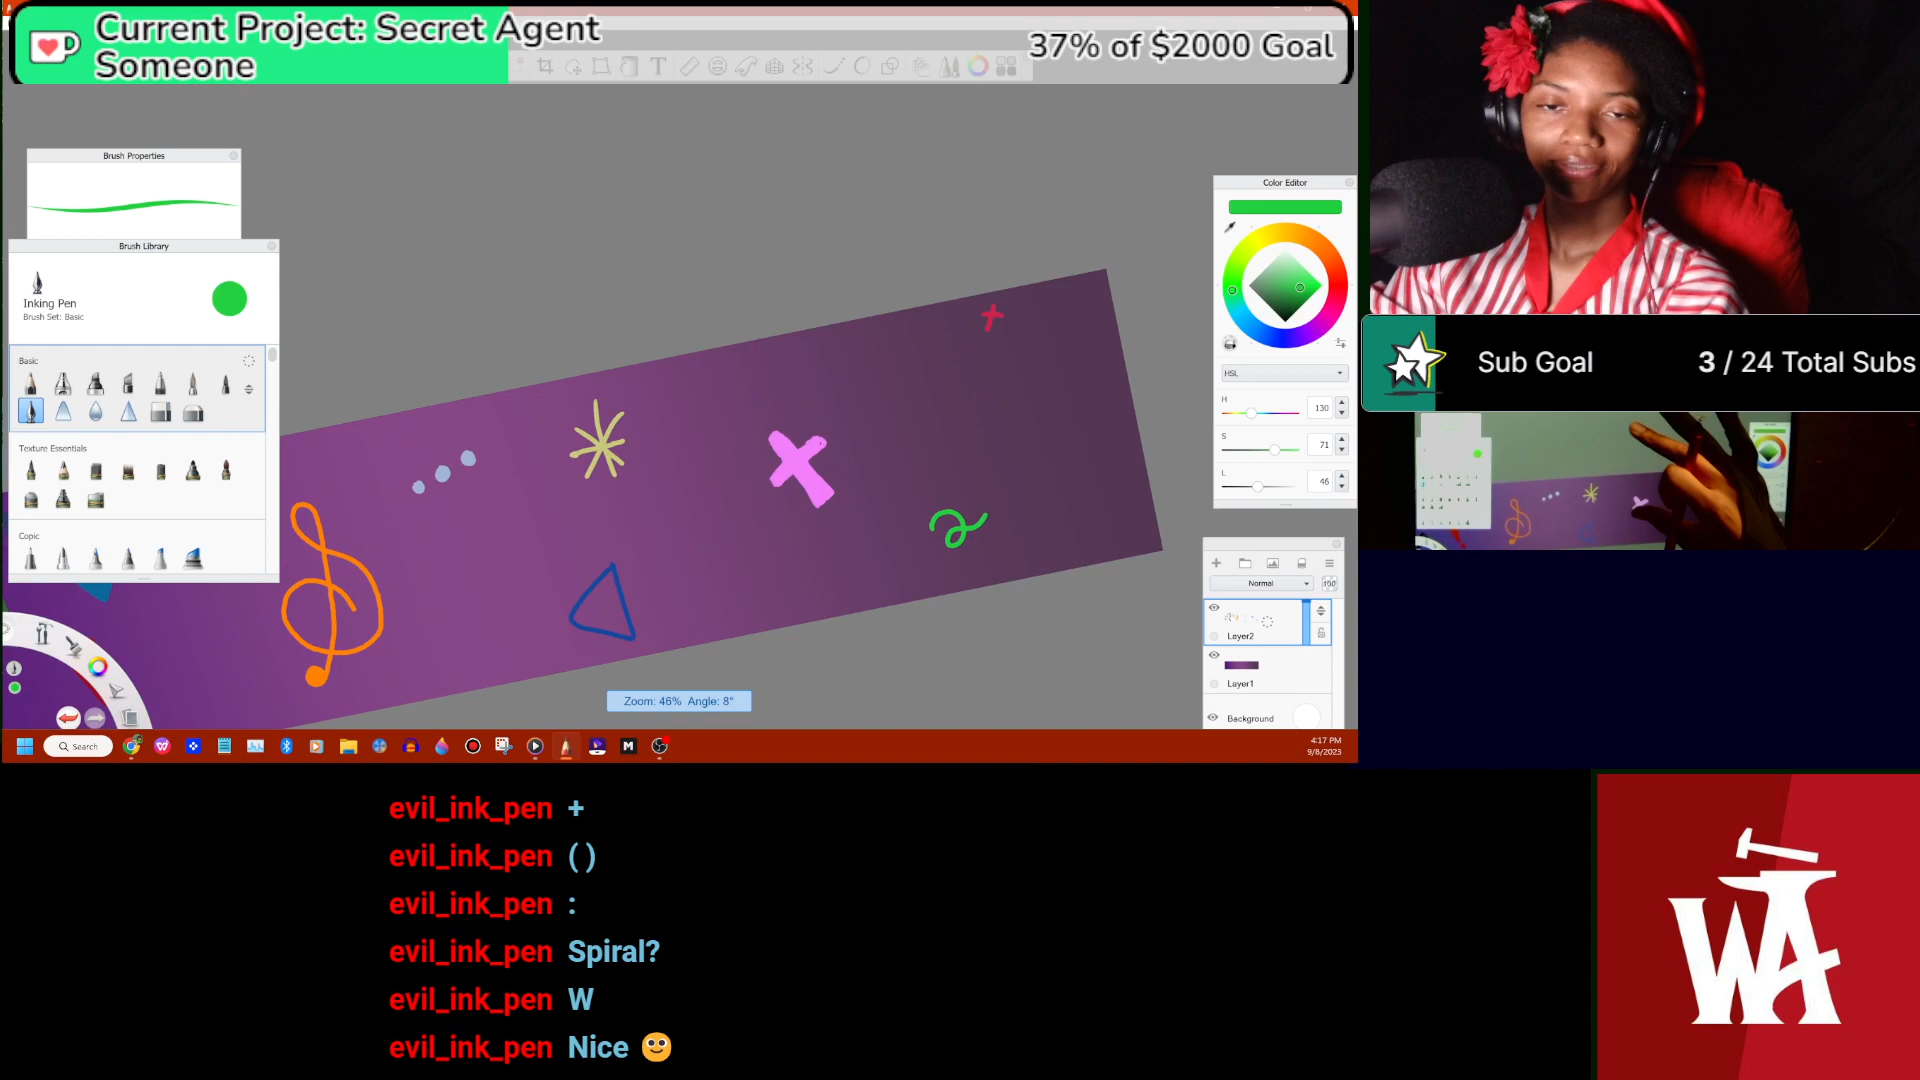 Current Project: Secret Agent
Someone
37% of $2000 Goal
Brush Properties
Brush Library
Inking Pen
Brush Set: Basic
Basic
Texture Essentials
Copic
Color Editor
HSL
H
130
S
71
L
46
Normal
100
Layer2
Layer1
Background
Zoom: 46% Angle: 8°
Search
4:17 PM
9/8/2023
Sub Goal
3 / 24 Total Subs
evil_ink_pen +
evil_ink_pen ()
evil_ink_pen :
evil_ink_pen Spiral?
evil_ink_pen W
evil_ink_pen Nice 🙂
WA